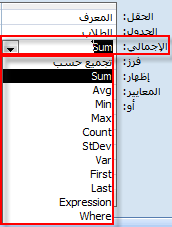 الحقل: المعرف
الجدول: الطلاب
الإجمالي: Sum
فرز: تجميع حسب
إظهار: Sum
المعايير: Avg
أو: Min
Max
Count
StDev
Var
First
Last
Expression
Where